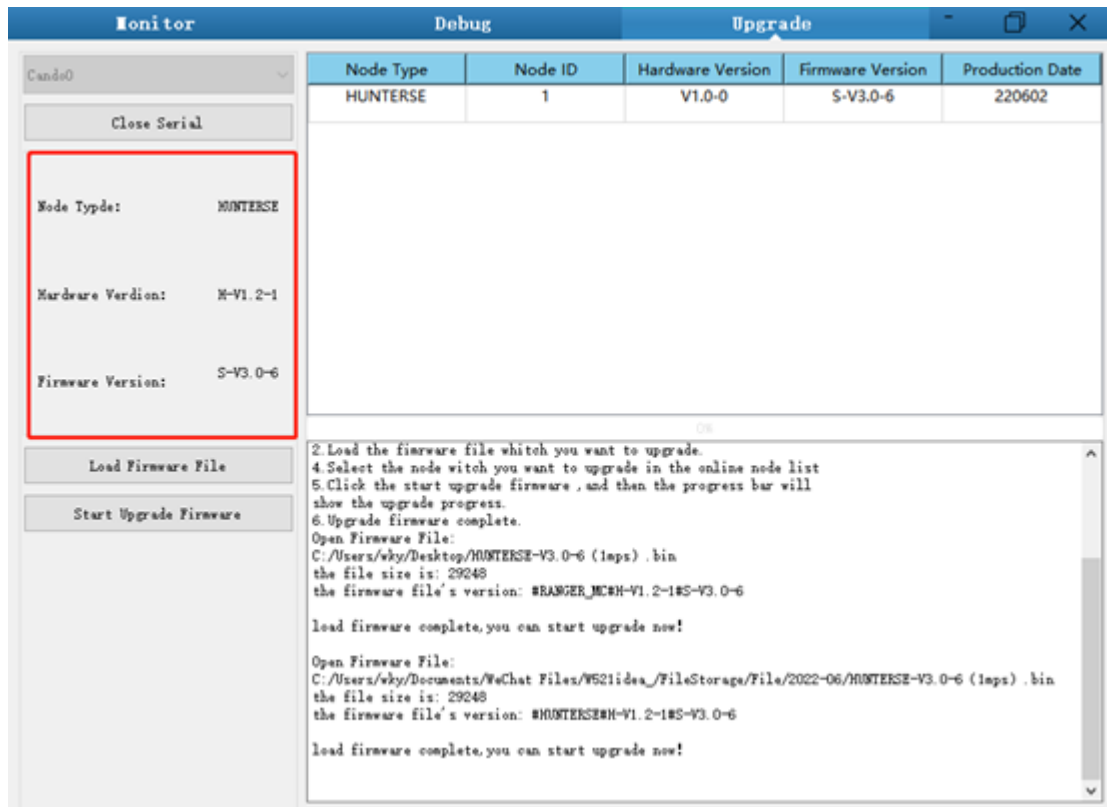 Monitor Debug Upgrade
Cando0
Close Serial
Node Typde: HUNTERSE
Hardware Verdion: H-V1.2-1
Firmware Version: S-V3.0-6
Load Firmware File
Start Upgrade Firmware
Node Type Node ID Hardware Version Firmware Version Production Date
HUNTERSE 1 V1.0-0 S-V3.0-6 220602
0%
2.Load the fimrware file whitch you want to upgrade.
4.Select the node witch you want to upgrade in the online node list
5.Click the start upgrade firmware ,and then the progress bar will
show the upgrade progress.
6.Upgrade firmware complete.
Open Firmware File:
C:/Users/wky/Desktop/HUNTERSE-V3.0-6 (1mps) .bin
the file size is: 29248
the firmware file's version: #RANGER_MC#H-V1.2-1#S-V3.0-6
load firmware complete,you can start upgrade now!
Open Firmware File:
C:/Users/wky/Documents/WeChat Files/W521idea_/FileStorage/File/2022-06/HUNTERSE-V3.0-6 (1mps) .bin
the file size is: 29248
the firmware file's version: #HUNTERSE#H-V1.2-1#S-V3.0-6
load firmware complete,you can start upgrade now!